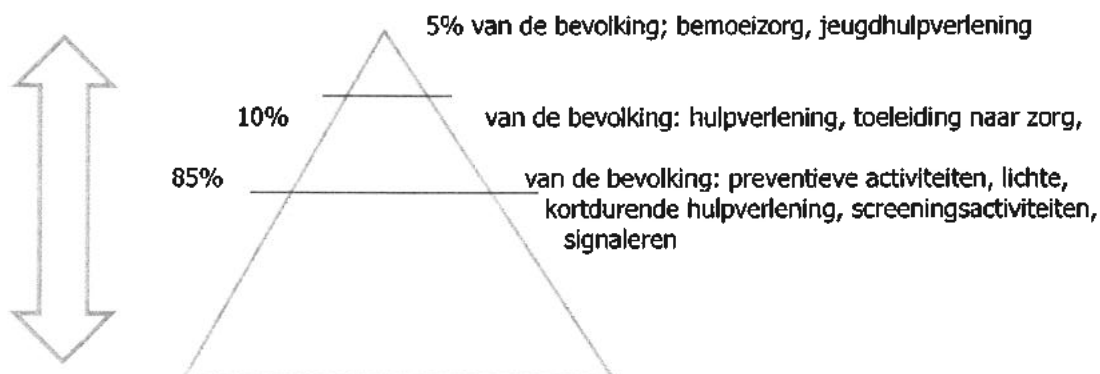 5% van de bevolking; bemoeizorg, jeugdhulpverlening
10% van de bevolking: hulpverlening, toeleiding naar zorg,
85% van de bevolking: preventieve activiteiten, lichte,
kortdurende hulpverlening, screeningsactiviteiten,
signaleren